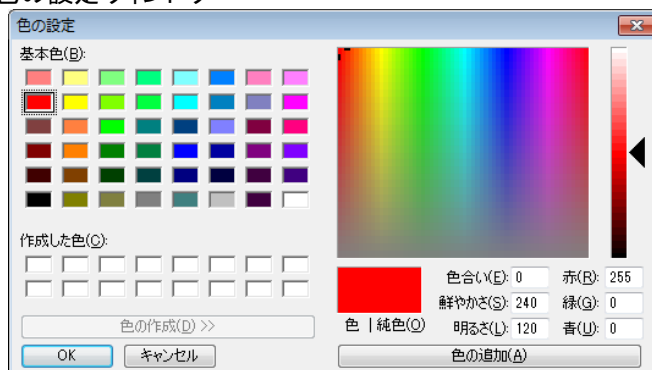 色の設定
基本色(B):
作成した色(C):
色の作成(D) >>
OK
キャンセル
色 | 純色(O)
色合い(E): 0
鮮やかさ(S): 240
明るさ(L): 120
赤(R): 255
緑(G): 0
青(U): 0
色の追加(A)